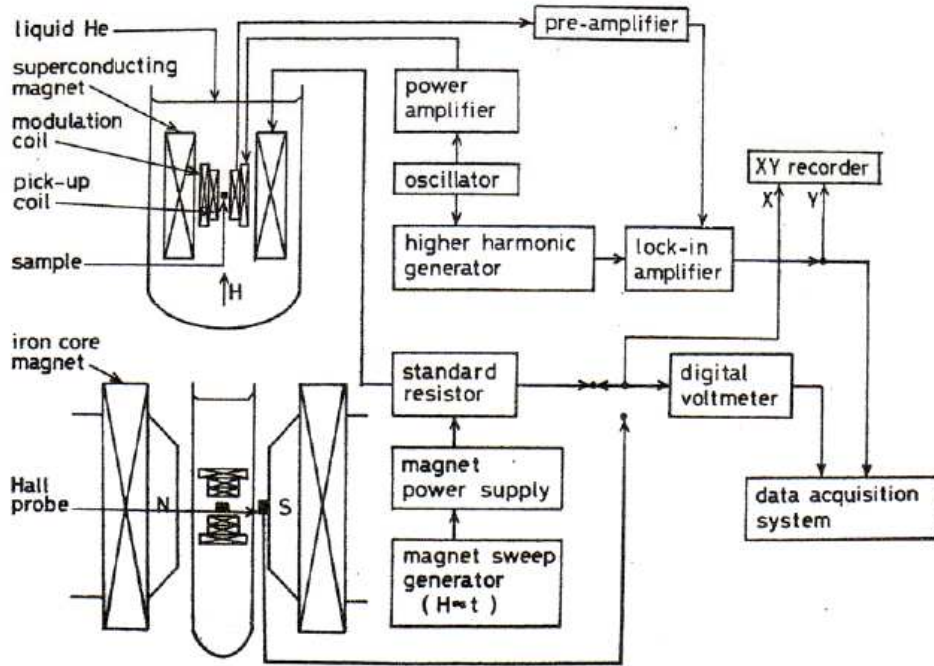 liquid He
superconducting
magnet
modulation
coil
pick-up
coil
sample
H
pre-amplifier
power
amplifier
oscillator
higher harmonic
generator
lock-in
amplifier
XY recorder
X
Y
iron core
magnet
Hall
probe
N
S
standard
resistor
magnet
power supply
magnet sweep
generator
(H∝t)
digital
voltmeter
data acquisition
system